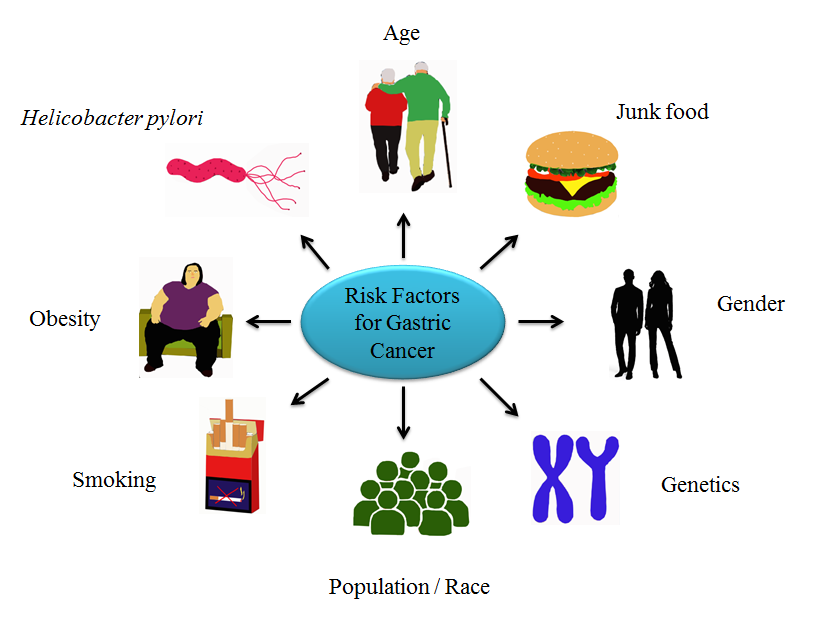 Age
Junk food
Helicobacter pylori
Risk Factors
for Gastric
Cancer
Gender
Obesity
Smoking
Genetics
Population / Race